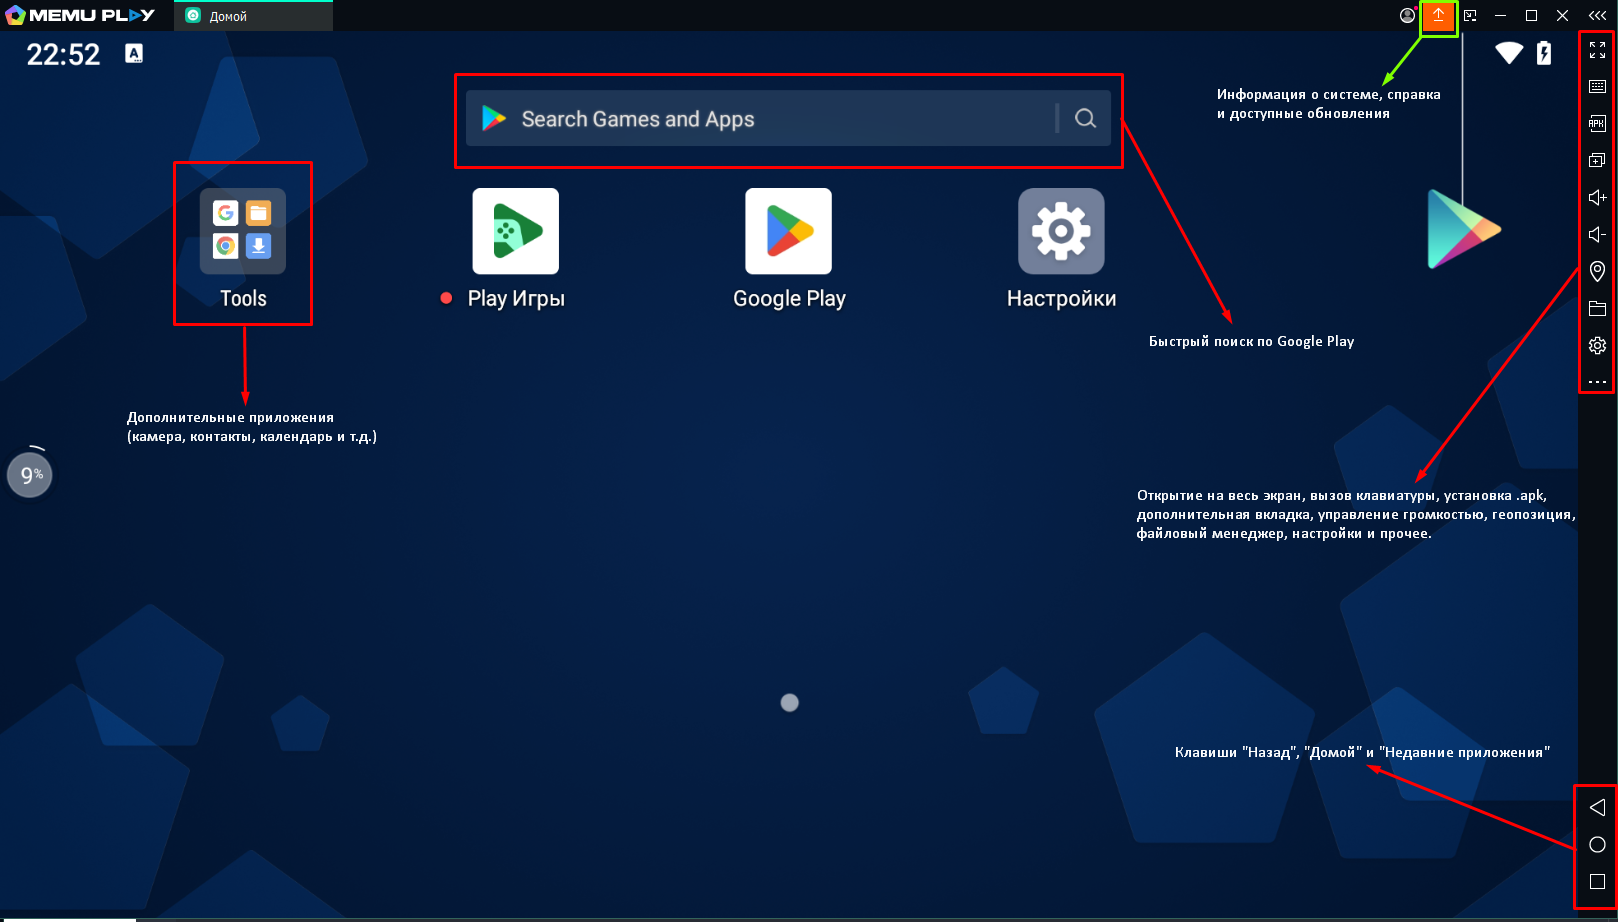 MEMU PLAY
Домой
22:52
A
Search Games and Apps
Информация о системе, справка
и доступные обновления
APK
Tools
Play Игры
Google Play
Настройки
Быстрый поиск по Google Play
Дополнительные приложения
(камера, контакты, календарь и т.д.)
9%
Открытие на весь экран, вызов клавиатуры, установка .apk,
дополнительная вкладка, управление громкостью, геопозиция,
файловый менеджер, настройки и прочее.
Клавиши "Назад", "Домой" и "Недавние приложения"